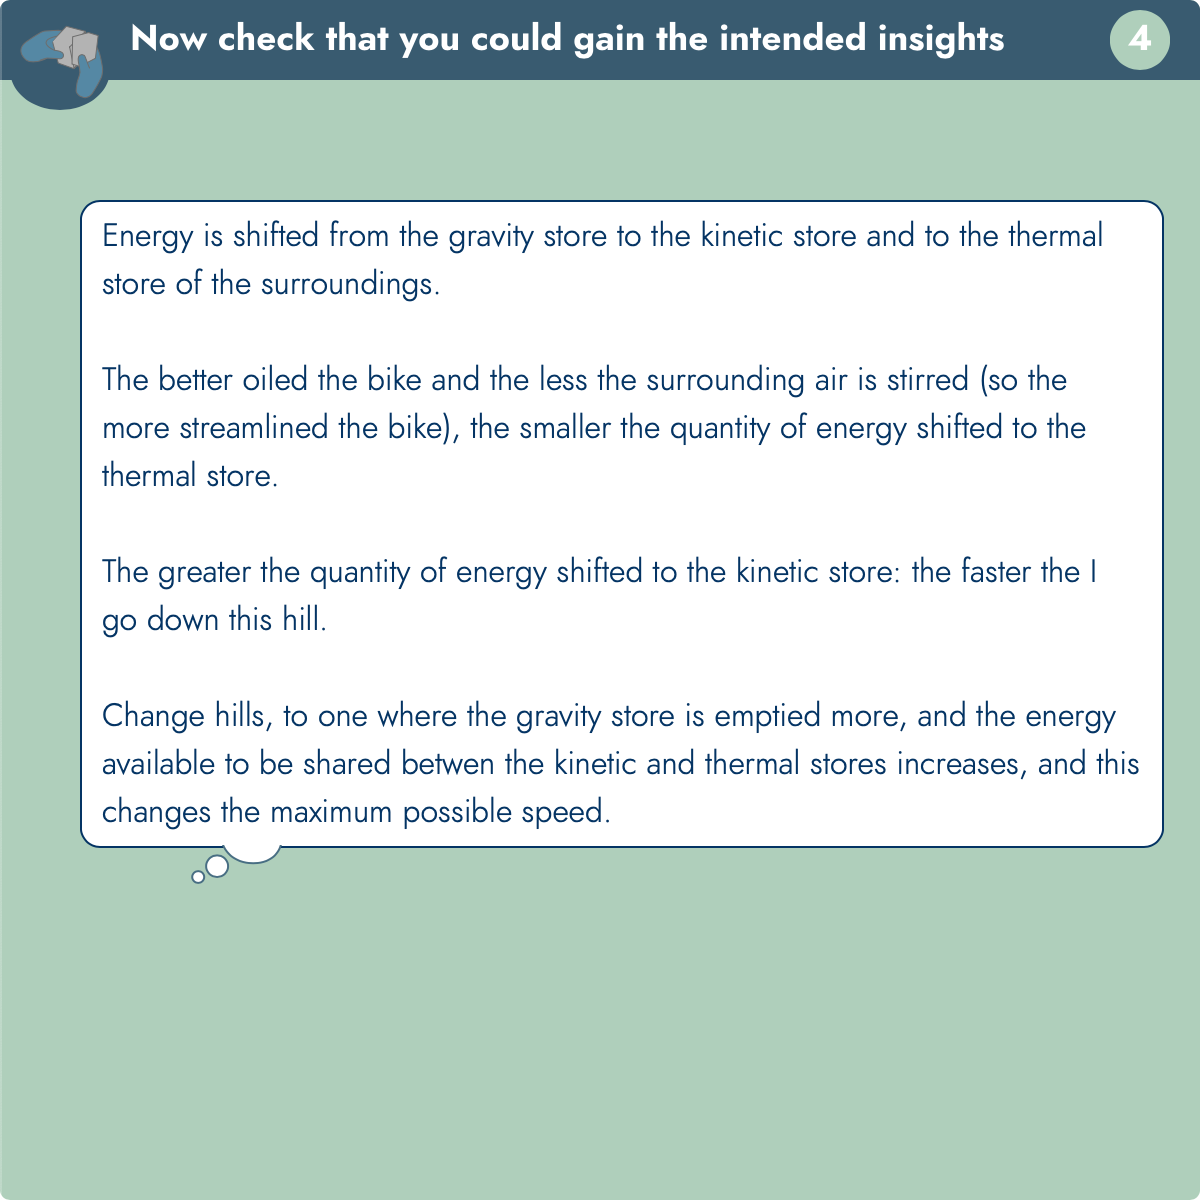 Now check that you could gain the intended insights
4
Energy is shifted from the gravity store to the kinetic store and to the thermal
store of the surroundings.
The better oiled the bike and the less the surrounding air is stirred (so the
more streamlined the bike), the smaller the quantity of energy shifted to the
thermal store.
The greater the quantity of energy shifted to the kinetic store: the faster the I
go down this hill.
Change hills, to one where the gravity store is emptied more, and the energy
available to be shared betwen the kinetic and thermal stores increases, and this
changes the maximum possible speed.